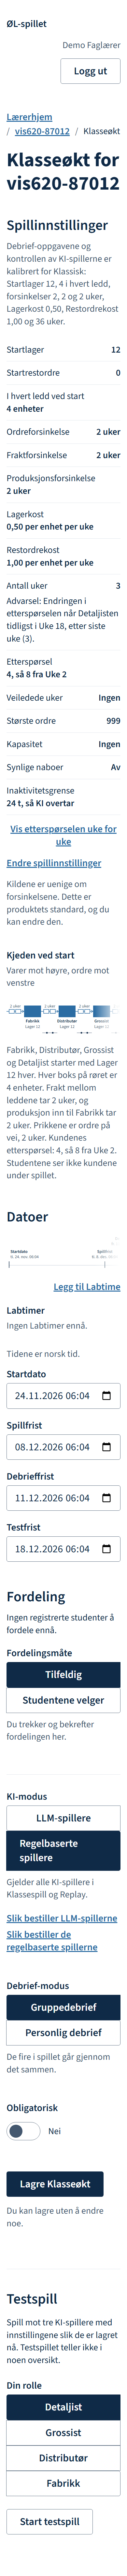 ØL-spillet
Demo Faglærer
Logg ut
Lærerhjem
/ vis620-87012 / Klasseøkt
Klasseøkt for
vis620-87012
Spillinnstillinger
Debrief-oppgavene og
kontrollen av KI-spillerne er
kalibrert for Klassisk:
Startlager 12, 4 i hvert ledd,
forsinkelser 2, 2 og 2 uker,
Lagerkost 0,50, Restordrekost
1,00 og 36 uker.
Startlager 12
Startrestordre 0
I hvert ledd ved start
4 enheter
Ordreforsinkelse 2 uker
Fraktforsinkelse 2 uker
Produksjonsforsinkelse
2 uker
Lagerkost
0,50 per enhet per uke
Restordrekost
1,00 per enhet per uke
Antall uker 3
Advarsel: Endringen i
etterspørselen når Detaljisten
tidligst i Uke 18, etter siste
uke (3).
Etterspørsel
4, så 8 fra Uke 2
Veiledede uker Ingen
Største ordre 999
Kapasitet Ingen
Synlige naboer Av
Inaktivitetsgrense
24 t, så KI overtar
Vis etterspørselen uke for
uke
Endre spillinnstillinger
Kildene er uenige om
forsinkelsene. Dette er
produktets standard, og du
kan endre den.
Kjeden ved start
Varer mot høyre, ordre mot
venstre
2 uker 2 uker 2 uker
Fabrikk Distributør Grossist
Lager 12 Lager 12 Lager 12
Fabrikk, Distributør, Grossist
og Detaljist starter med Lager
12 hver. Hver boks på røret er
4 enheter. Frakt mellom
leddene tar 2 uker, og
produksjon inn til Fabrikk tar
2 uker. Prikkene er ordre på
vei, 2 uker. Kundenes
etterspørsel: 4, så 8 fra Uke 2.
Studentene ser ikke kundene
under spillet.
Datoer
Startdato
Legg til Labtime
Labtimer
Ingen Labtimer ennå.
Tidene er norsk tid.
Startdato
24.11.2026 06:04
Spillfrist
08.12.2026 06:04
Debrieffrist
11.12.2026 06:04
Testfrist
18.12.2026 06:04
Fordeling
Ingen registrerte studenter å
fordele ennå.
Fordelingsmåte
Tilfeldig
Studentene velger
Du trekker og bekrefter
fordelingen her.
KI-modus
LLM-spillere
Regelbaserte
spillere
Gjelder alle KI-spillere i
Klassespill og Replay.
Slik bestiller LLM-spillerne
Slik bestiller de
regelbaserte spillerne
Debrief-modus
Gruppedebrief
Personlig debrief
De fire i spillet går gjennom
det sammen.
Obligatorisk
Nei
Lagre Klasseøkt
Du kan lagre uten å endre
noe.
Testspill
Spill mot tre KI-spillere med
innstillingene slik de er lagret
nå. Testspillet teller ikke i
noen oversikt.
Din rolle
Detaljist
Grossist
Distributør
Fabrikk
Start testspill